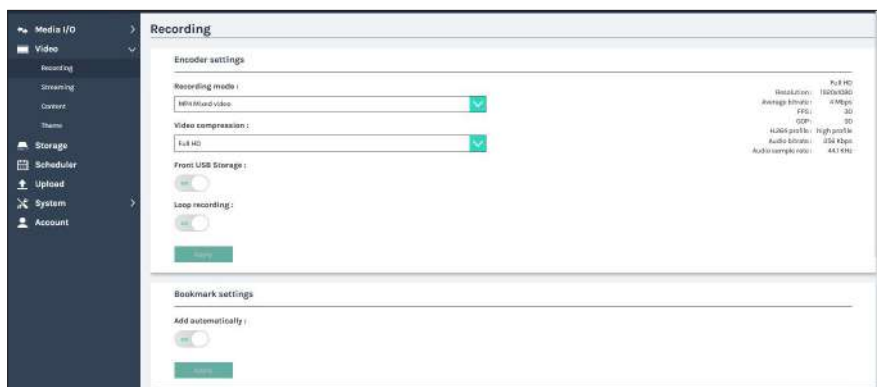 Media I/O
Video
Recording
Streaming
Content
Theme
Storage
Scheduler
Upload
System
Account
Recording
Encoder settings
Recording mode :
MP4 Mixed video
Video compression :
Full HD
Front USB Storage :
Loop recording :
Apply
Full HD
Resolution : 1920x1080
Average bitrate : 4 Mbps
FPS : 30
GOP : 30
H.264 profile : high profile
Audio bitrate : 256 Kbps
Audio sample rate : 44.1 KHz
Bookmark settings
Add automatically :
Apply